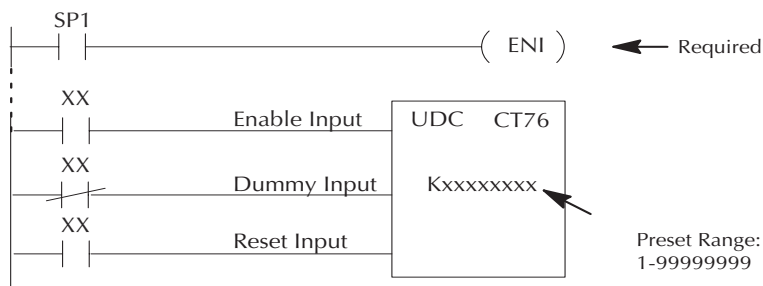 SP1
ENI
Required
XX
Enable Input
UDC CT76
XX
Dummy Input
Kxxxxxxxx
XX
Reset Input
Preset Range:
1-99999999